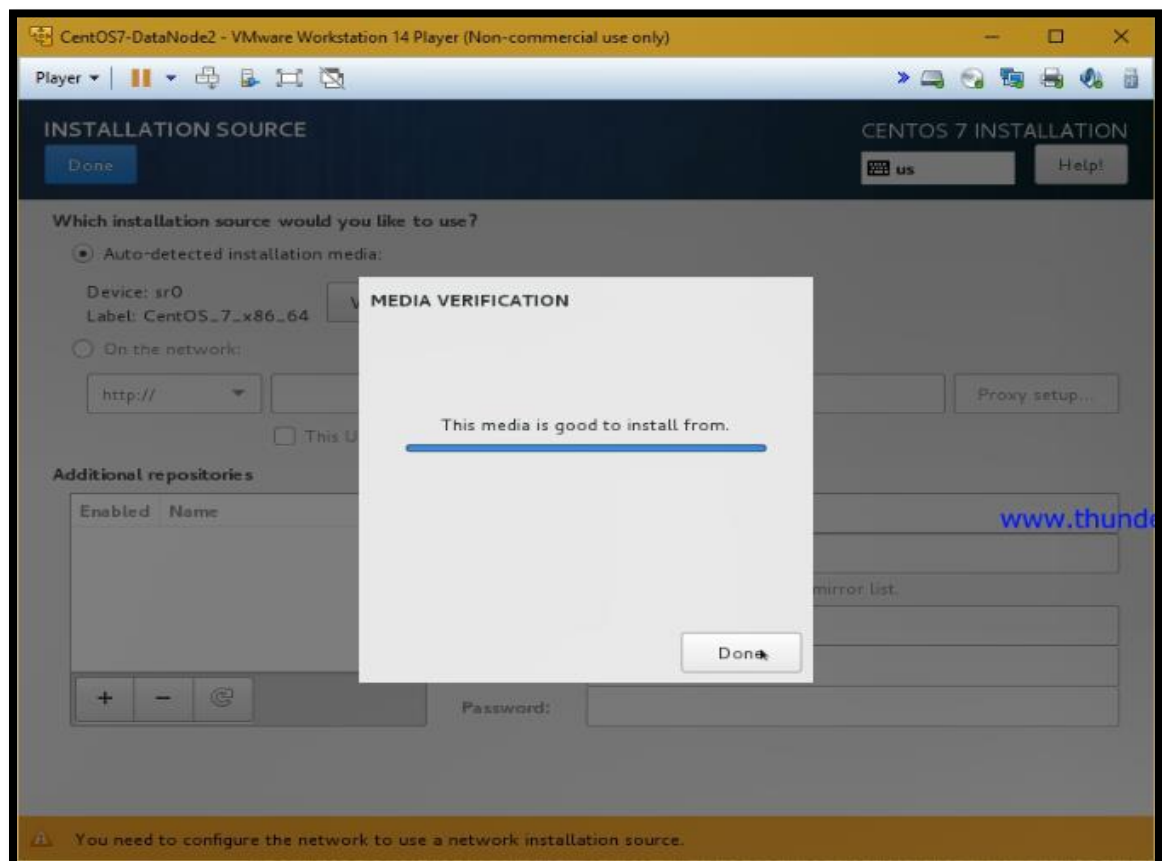 CentOS7-DataNode2 - VMware Workstation 14 Player (Non-commercial use only)
Player
INSTALLATION SOURCE
CENTOS 7 INSTALLATION
Done
us
Help!
Which installation source would you like to use?
Auto-detected installation media:
Device: sr0
Label: CentOS_7_x86_64
V
MEDIA VERIFICATION
On the network:
http://
This media is good to install from.
Proxy setup...
This U
Additional repositories
Enabled Name
www.thunde
mirror list.
Done
+ -
Password:
You need to configure the network to use a network installation source.